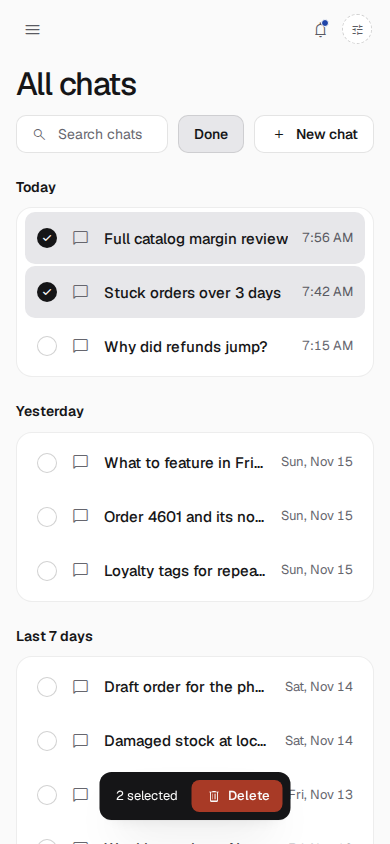 All chats
Search chats
Done
+ New chat
Today
Full catalog margin review 7:56 AM
Stuck orders over 3 days 7:42 AM
Why did refunds jump? 7:15 AM
Yesterday
What to feature in Fri... Sun, Nov 15
Order 4601 and its no... Sun, Nov 15
Loyalty tags for repea... Sun, Nov 15
Last 7 days
Draft order for the ph... Sat, Nov 14
Damaged stock at loc... Sat, Nov 14
Fri, Nov 13
2 selected Delete